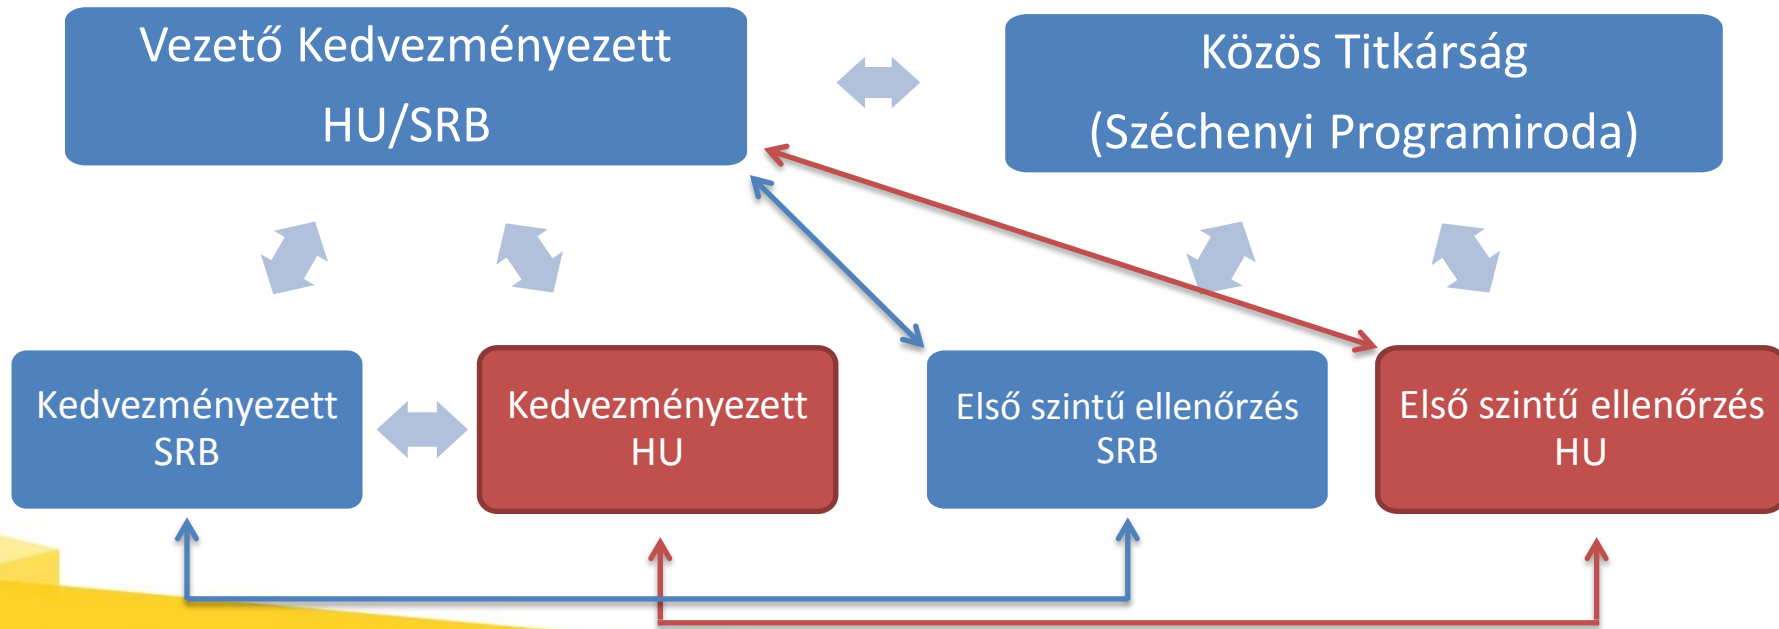 Vezető Kedvezményezett
HU/SRB
Közös Titkárság
(Széchenyi Programiroda)
Kedvezményezett
SRB
Kedvezményezett
HU
Első szintű ellenőrzés
SRB
Első szintű ellenőrzés
HU